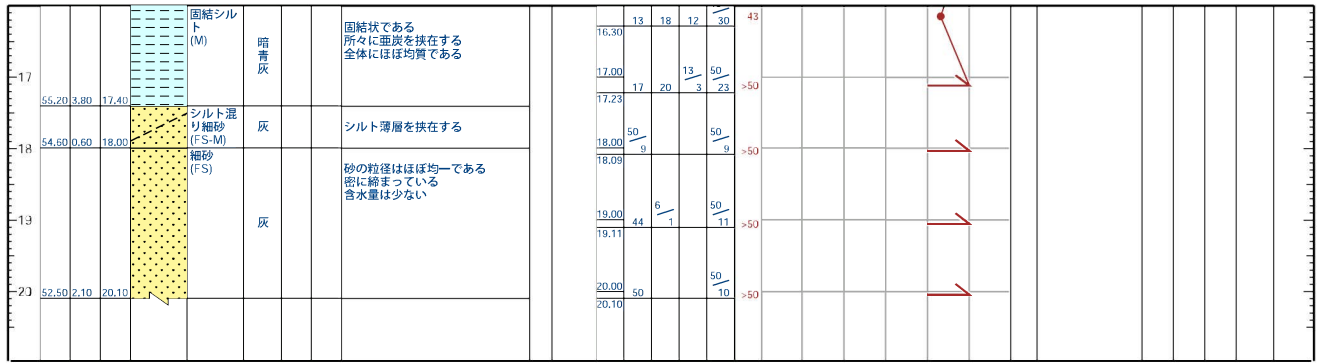 固結シル
ト
(M)
暗
青
灰
固結状である
所々に亜炭を挟在する
全体にほぼ均質である
13 18 12 30
16.30
43
17
17.00
13 50
17 20 3 23
17.23
>50
55.20 3.80 17.40
シルト混
り細砂
(FS-M)
灰
シルト薄層を挟在する
54.60 0.60 18.00
18
50 50
18.00 9 9
18.09
>50
細砂
(FS)
灰
砂の粒径はほぼ均一である
密に締まっている
含水量は少ない
19
6 50
19.00 44 1 11
19.11
>50
20
52.50 2.10 20.10
50
20.00 50 10
20.10
>50